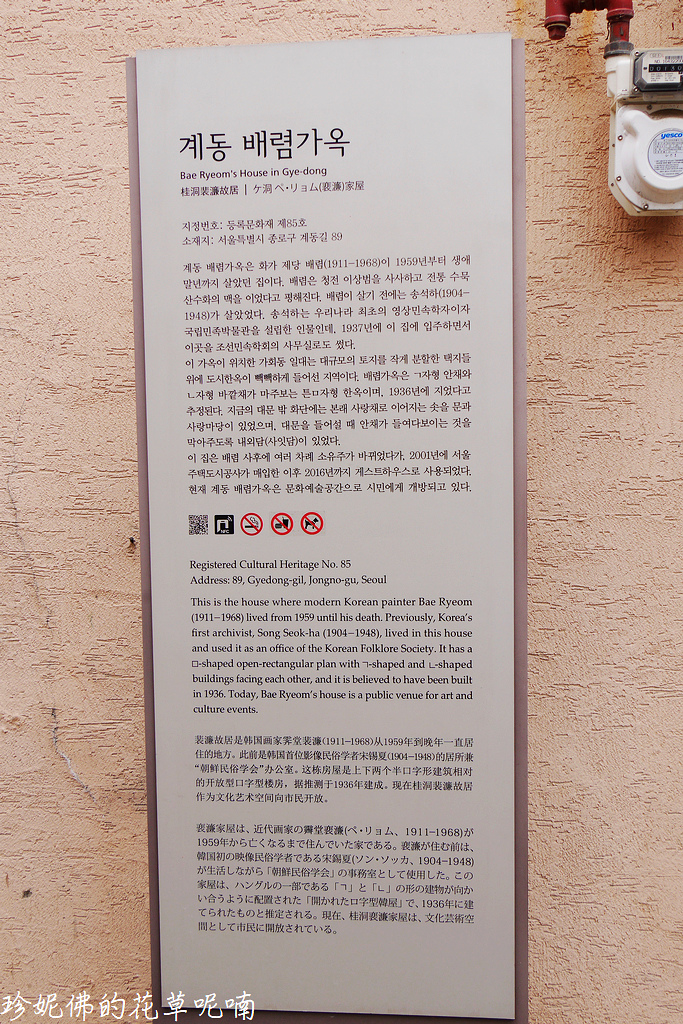 계동 배렴가옥
Bae Ryeom's House in Gye-dong
桂洞裴濂故居 | ケ洞 ペ・リョム(裵濂)家屋
지정번호: 등록문화재 제85호
소재지: 서울특별시 종로구 계동길 89
계동 배렴가옥은 화가 제당 배렴(1911–1968)이 1959년부터 생애
말년까지 살았던 집이다. 배렴은 청전 이상범을 사사하고 전통 수묵
산수화의 맥을 이었다고 평해진다. 배렴이 살기 전에는 송석하(1904–
1948)가 살았었다. 송석하는 우리나라 최초의 영상민속학자이자
국립민족박물관을 설립한 인물인데, 1937년에 이 집에 입주하면서
이곳을 조선민속학회의 사무실로도 썼다.
이 가옥이 위치한 가회동 일대는 대규모의 토지를 작게 분할한 택지들
위에 도시한옥이 빽빽하게 들어선 지역이다. 배렴가옥은 ㄱ자형 안채와
ㄴ자형 바깥채가 마주보는 튼ㅁ자형 한옥이며, 1936년에 지었다고
추정된다. 지금의 대문 밖 화단에는 본래 사랑채로 이어지는 솟을 문과
사랑마당이 있었으며, 대문을 들어설 때 안채가 들여다보이는 것을
막아주도록 내외담(사잇담)이 있었다.
이 집은 배렴 사후에 여러 차례 소유주가 바뀌었다가, 2001년에 서울
주택도시공사가 매입한 이후 2016년까지 게스트하우스로 사용되었다.
현재 계동 배렴가옥은 문화예술공간으로 시민에게 개방되고 있다.
Registered Cultural Heritage No. 85
Address: 89, Gyedong-gil, Jongno-gu, Seoul
This is the house where modern Korean painter Bae Ryeom
(1911–1968) lived from 1959 until his death. Previously, Korea's
first archivist, Song Seok-ha (1904–1948), lived in this house
and used it as an office of the Korean Folklore Society. It has a
ㅁ-shaped open-rectangular plan with ㄱ-shaped and ㄴ-shaped
buildings facing each other, and it is believed to have been built
in 1936. Today, Bae Ryeom's house is a public venue for art and
culture events.
裴濂故居是韩国画家霁堂裴濂(1911–1968)从1959年到晚年一直居
住的地方。此前是韩国首位影像民俗学者宋锡夏(1904–1948)的居所兼
“朝鲜民俗学会”办公室。这栋房屋是上下两个半口字形建筑相对
的开放型口字型楼房，据推测于1936年建成。现在桂洞裴濂故居
作为文化艺术空间向市民开放。
裵濂家屋は、近代画家の霽堂裵濂(ペ・リョム、1911–1968)が
1959年から亡くなるまで住んでいた家である。裵濂が住む前は、
韓国初の映像民俗学者である宋錫夏(ソン・ソッカ、1904–1948)
が生活しながら「朝鮮民俗学会」の事務室として使用した。この
家屋は、ハングルの一部である「ㄱ」と「ㄴ」の形の建物が向か
い合うように配置された「開かれたロ字型韓屋」で、1936年に建
てられたものと推定される。現在、桂洞裵濂家屋は、文化芸術空
間として市民に開放されている。
yesco
珍妮佛的花草呢喃